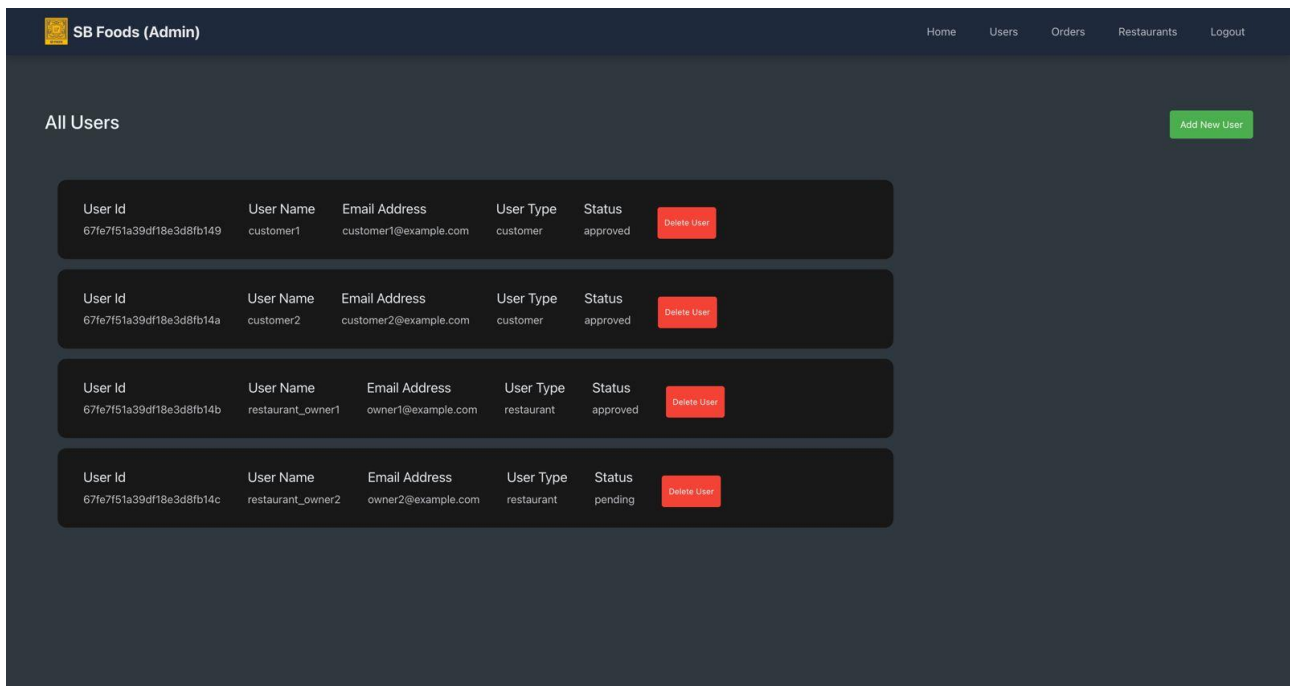 SB Foods (Admin) Home Users Orders Restaurants Logout
All Users Add New User
User Id User Name Email Address User Type Status
67fe7f51a39df18e3d8fb149 customer1 customer1@example.com customer approved Delete User
User Id User Name Email Address User Type Status
67fe7f51a39df18e3d8fb14a customer2 customer2@example.com customer approved Delete User
User Id User Name Email Address User Type Status
67fe7f51a39df18e3d8fb14b restaurant_owner1 owner1@example.com restaurant approved Delete User
User Id User Name Email Address User Type Status
67fe7f51a39df18e3d8fb14c restaurant_owner2 owner2@example.com restaurant pending Delete User